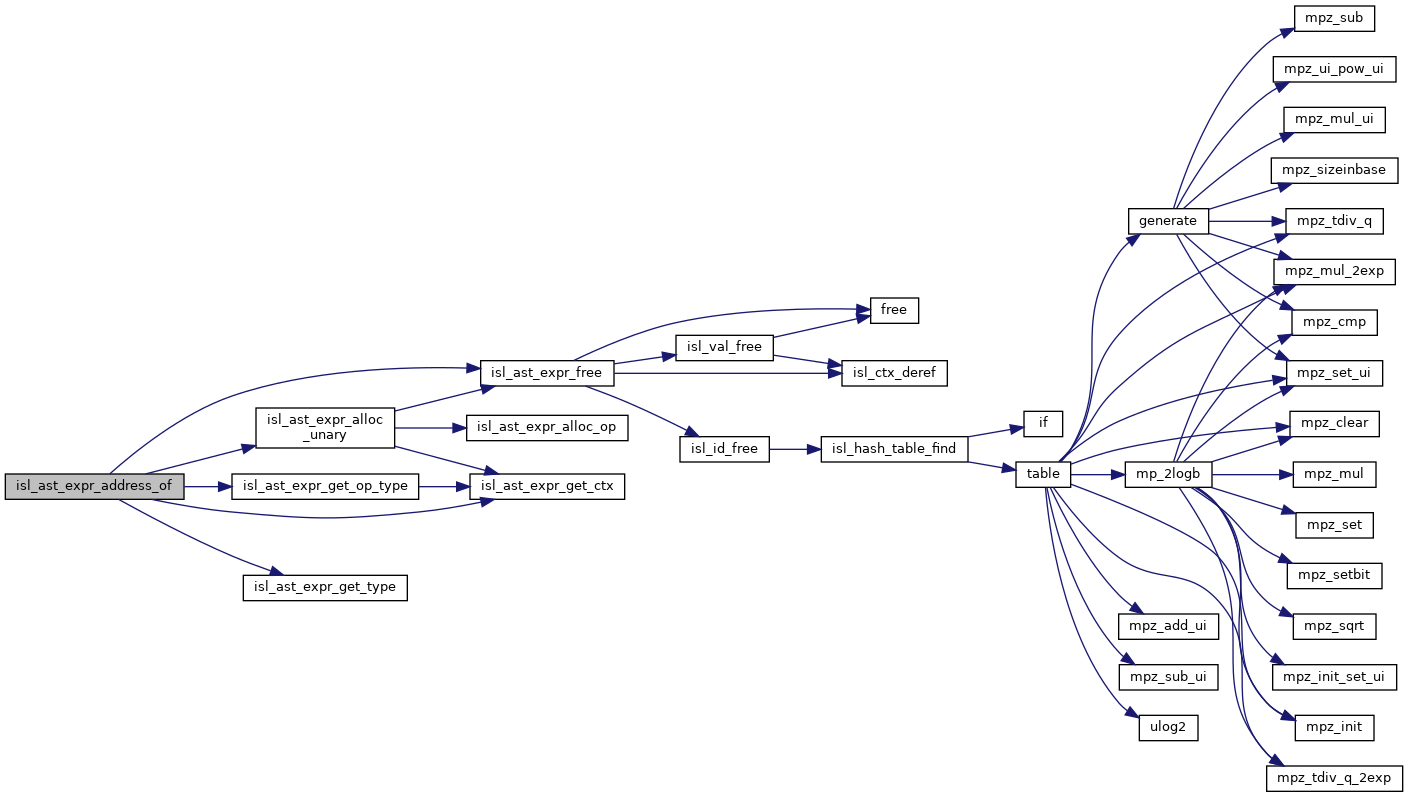 mpz_sub
mpz_ui_pow_ui
mpz_mul_ui
mpz_sizeinbase
generate
mpz_tdiv_q
mpz_mul_2exp
free
mpz_cmp
isl_val_free
isl_ast_expr_free
isl_ctx_deref
mpz_set_ui
isl_ast_expr_alloc
_unary
isl_ast_expr_alloc_op
if
mpz_clear
isl_id_free
isl_hash_table_find
table
mp_2logb
mpz_mul
isl_ast_expr_address_of
isl_ast_expr_get_op_type
isl_ast_expr_get_ctx
mpz_set
mpz_setbit
isl_ast_expr_get_type
mpz_add_ui
mpz_sqrt
mpz_sub_ui
mpz_init_set_ui
ulog2
mpz_init
mpz_tdiv_q_2exp